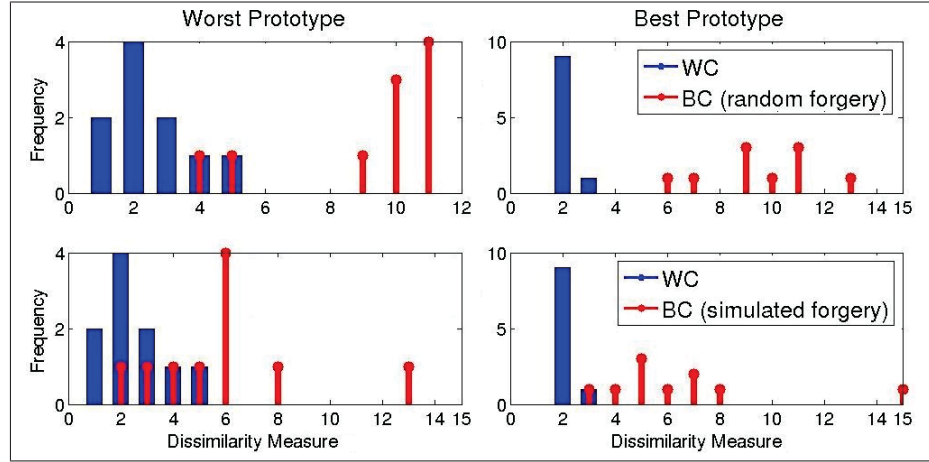 Worst Prototype
Best Prototype
Frequency
4
2
0
0 2 4 6 8 10 12
10
5
0
0 2 4 6 8 10 12 14 15
WC
BC (random forgery)
Frequency
4
2
0
0 2 4 6 8 10 12 14 15
Dissimilarity Measure
10
5
0
0 2 4 6 8 10 12 14 15
WC
BC (simulated forgery)
Dissimilarity Measure